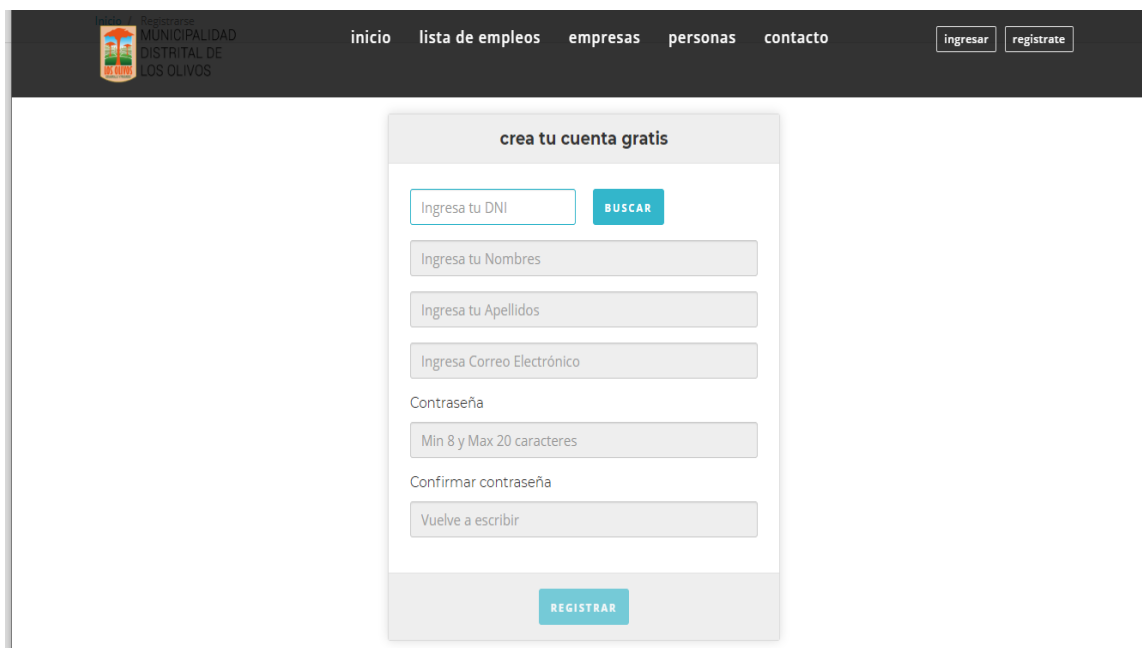 Inicio / Registrarse
MUNICIPALIDAD
DISTRITAL DE
LOS OLIVOS
LOS OLIVOS
inicio lista de empleos empresas personas contacto ingresar registrate
crea tu cuenta gratis
Ingresa tu DNI BUSCAR
Ingresa tu Nombres
Ingresa tu Apellidos
Ingresa Correo Electrónico
Contraseña
Min 8 y Max 20 caracteres
Confirmar contraseña
Vuelve a escribir
REGISTRAR